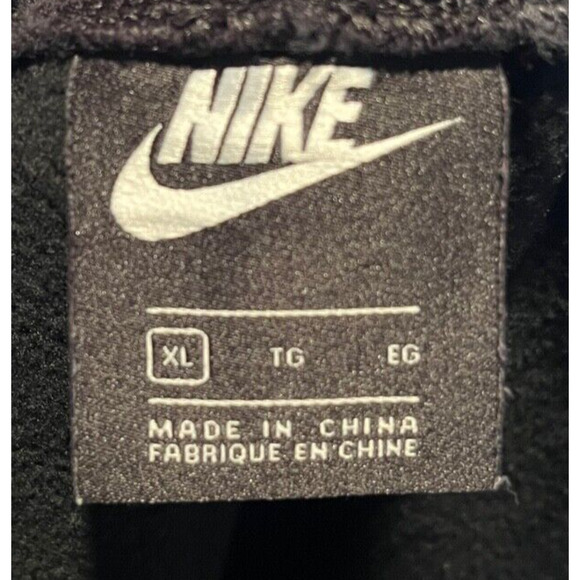 NIKE
XL TG EG
MADE IN CHINA
FABRIQUE EN CHINE